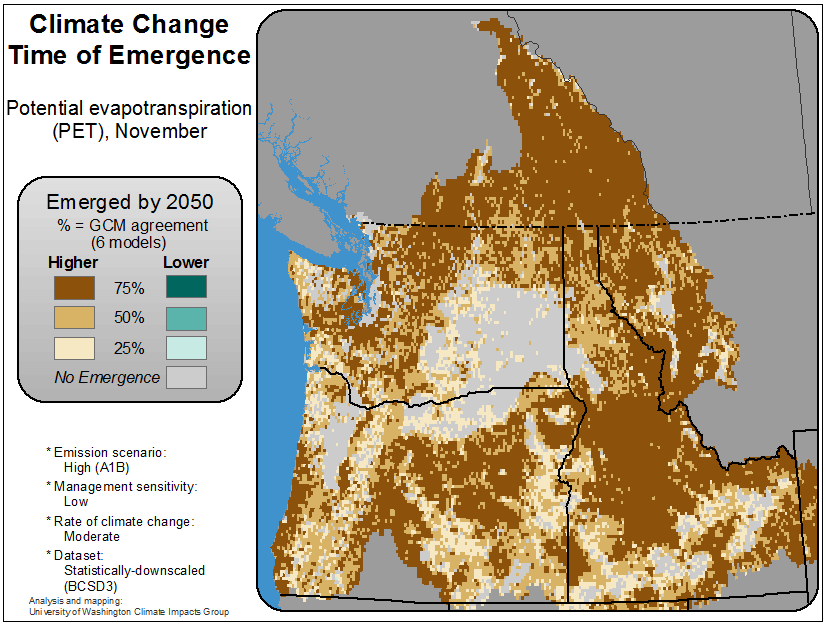 Climate Change
Time of Emergence
Potential evapotranspiration
(PET), November
Emerged by 2050
% = GCM agreement
(6 models)
Higher Lower
75%
50%
25%
No Emergence
* Emission scenario:
High (A1B)
* Management sensitivity:
Low
* Rate of climate change:
Moderate
* Dataset:
Statistically-downscaled
(BCSD3)
Analysis and mapping:
University of Washington Climate Impacts Group